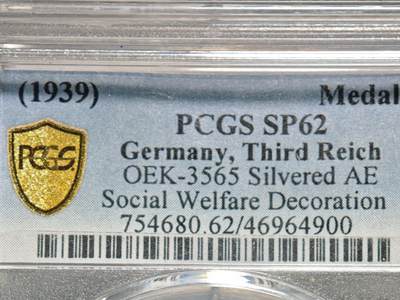 (1939) Medal
PCGS SP62
PCGS Germany, Third Reich
OEK-3565 Silvered AE
Social Welfare Decoration
754680.62/46964900